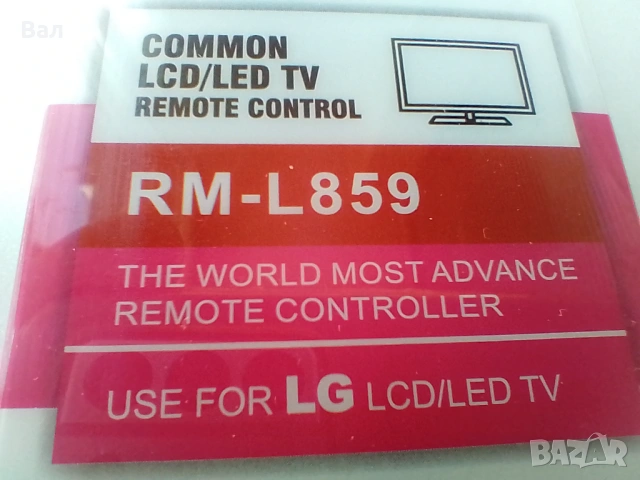 Вал
COMMON
LCD/LED TV
REMOTE CONTROL
RM-L859
THE WORLD MOST ADVANCE
REMOTE CONTROLLER
USE FOR LG LCD/LED TV
BAZAR